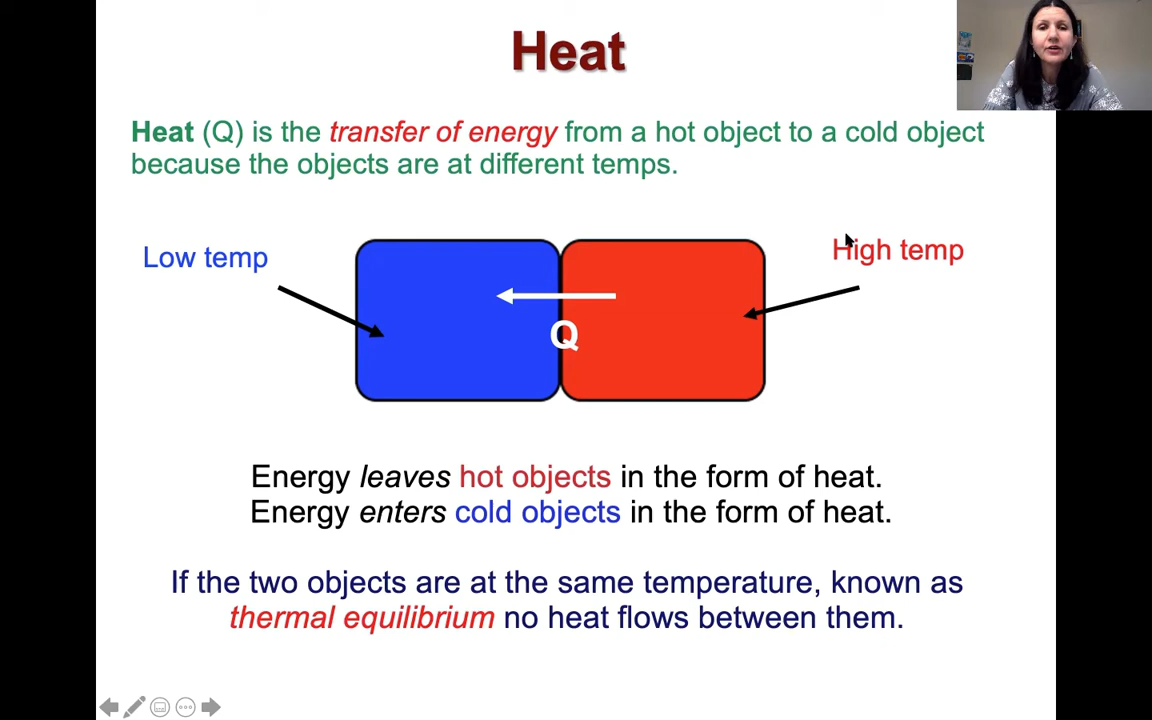 Heat
Heat (Q) is the transfer of energy from a hot object to a cold object
because the objects are at different temps.
Low temp
High temp
Q
Energy leaves hot objects in the form of heat.
Energy enters cold objects in the form of heat.
If the two objects are at the same temperature, known as
thermal equilibrium no heat flows between them.